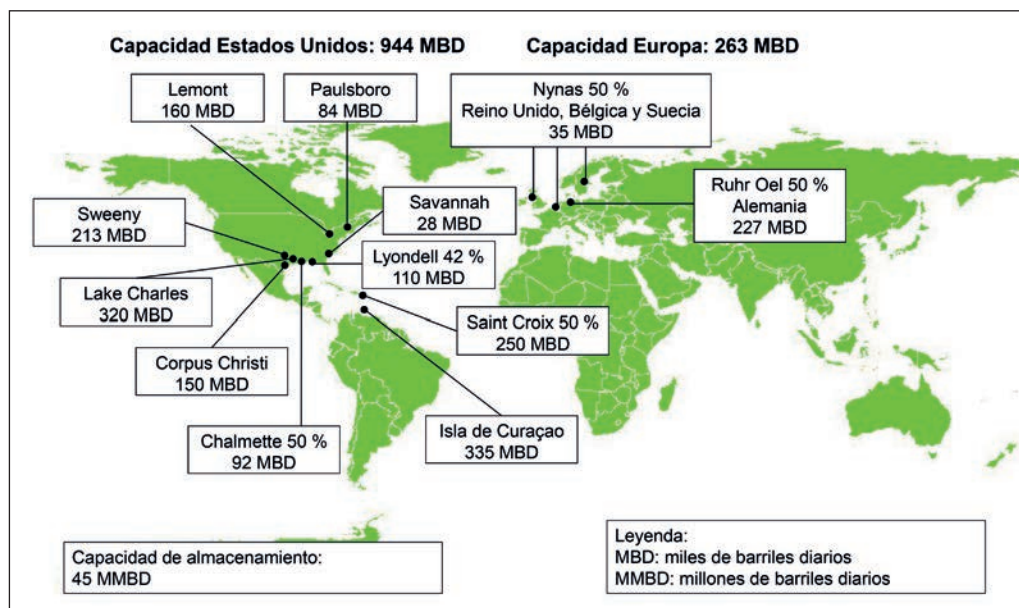 Capacidad Estados Unidos: 944 MBD
Capacidad Europa: 263 MBD
Lemont
160 MBD
Paulsboro
84 MBD
Nynas 50 %
Reino Unido, Bélgica y Suecia
35 MBD
Sweeny
213 MBD
Savannah
28 MBD
Ruhr Oel 50 %
Alemania
227 MBD
Lyondell 42 %
110 MBD
Lake Charles
320 MBD
Saint Croix 50 %
250 MBD
Corpus Christi
150 MBD
Chalmette 50 %
92 MBD
Isla de Curaçao
335 MBD
Capacidad de almacenamiento:
45 MMBD
Leyenda:
MBD: miles de barriles diarios
MMBD: millones de barriles diarios